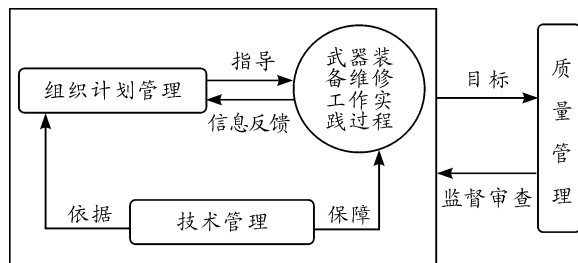 指导
武器装
备维修
工作实
践过程
组织计划管理
信息反馈
目标
质量管理
监督审查
依据
技术管理
保障